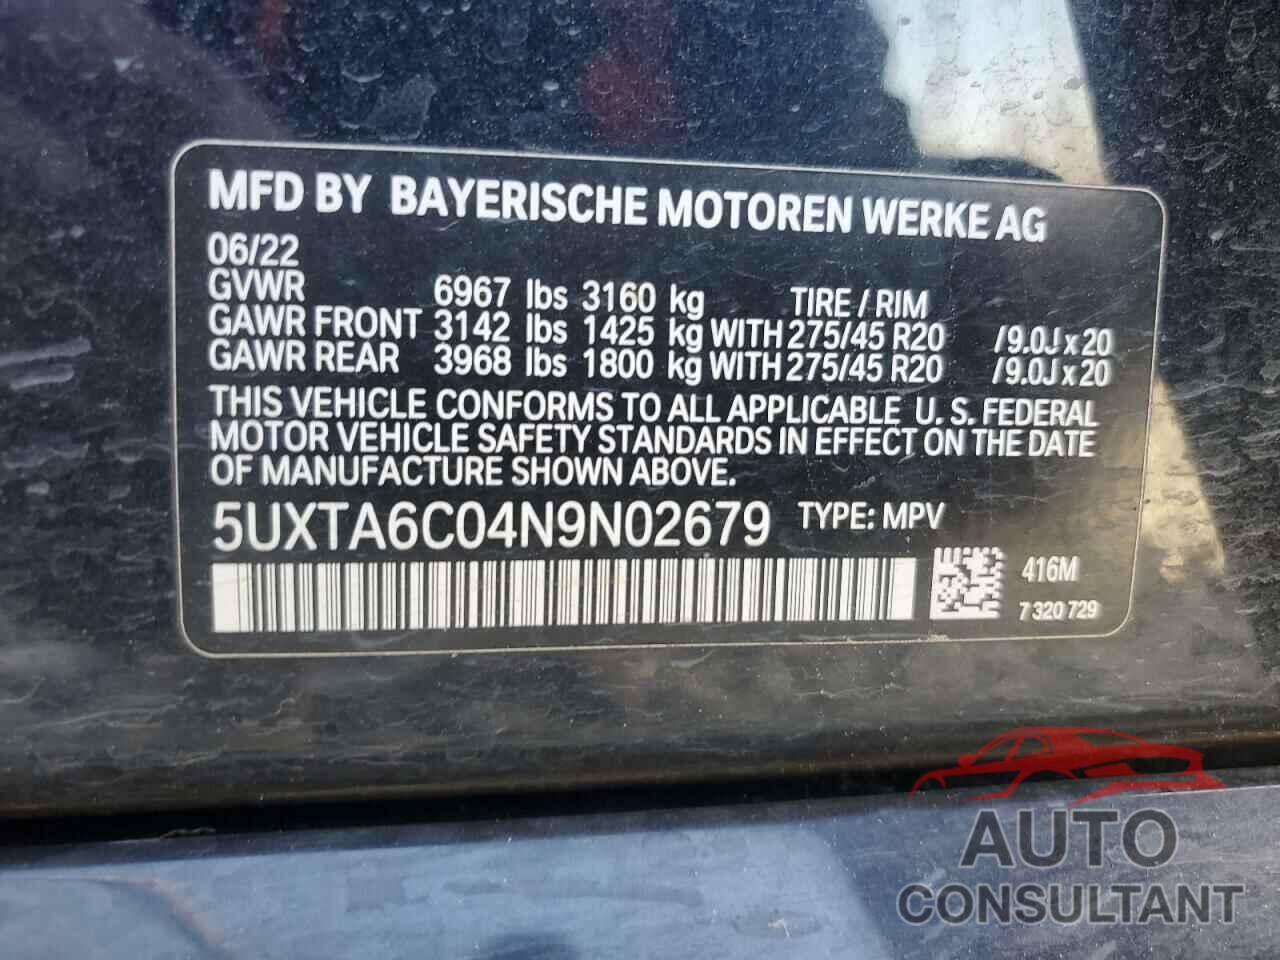 MFD BY BAYERISCHE MOTOREN WERKE AG
06/22
GVWR 6967 lbs 3160 kg TIRE / RIM
GAWR FRONT 3142 lbs 1425 kg WITH 275/45 R20 /9.0J x 20
GAWR REAR 3968 lbs 1800 kg WITH 275/45 R20 /9.0J x 20
THIS VEHICLE CONFORMS TO ALL APPLICABLE U. S. FEDERAL
MOTOR VEHICLE SAFETY STANDARDS IN EFFECT ON THE DATE
OF MANUFACTURE SHOWN ABOVE.
5UXTA6C04N9N02679 TYPE: MPV
416M
7 320 729
AUTO
CONSULTANT